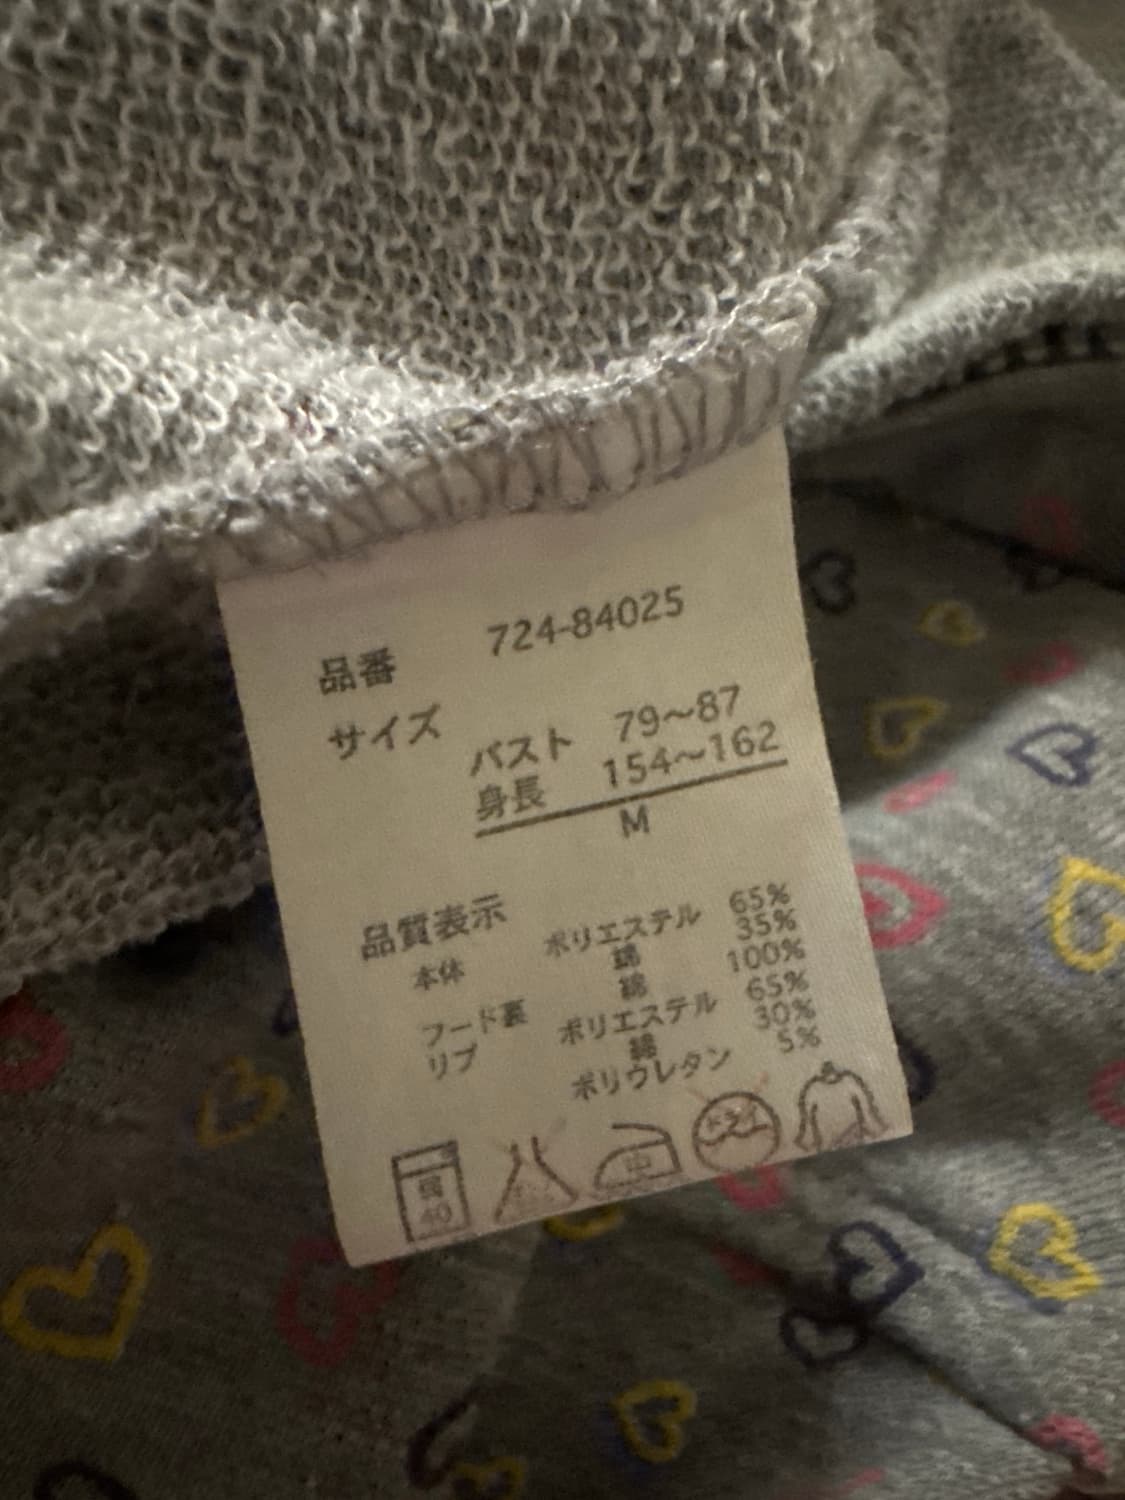 品番 724-84025
サイズ バスト 79～87
身長 154～162
M
品質表示
本体 ポリエステル 65%
綿 35%
フード裏 綿 100%
リブ ポリエステル 65%
綿 30%
ポリウレタン 5%
弱
40
中
ドライ